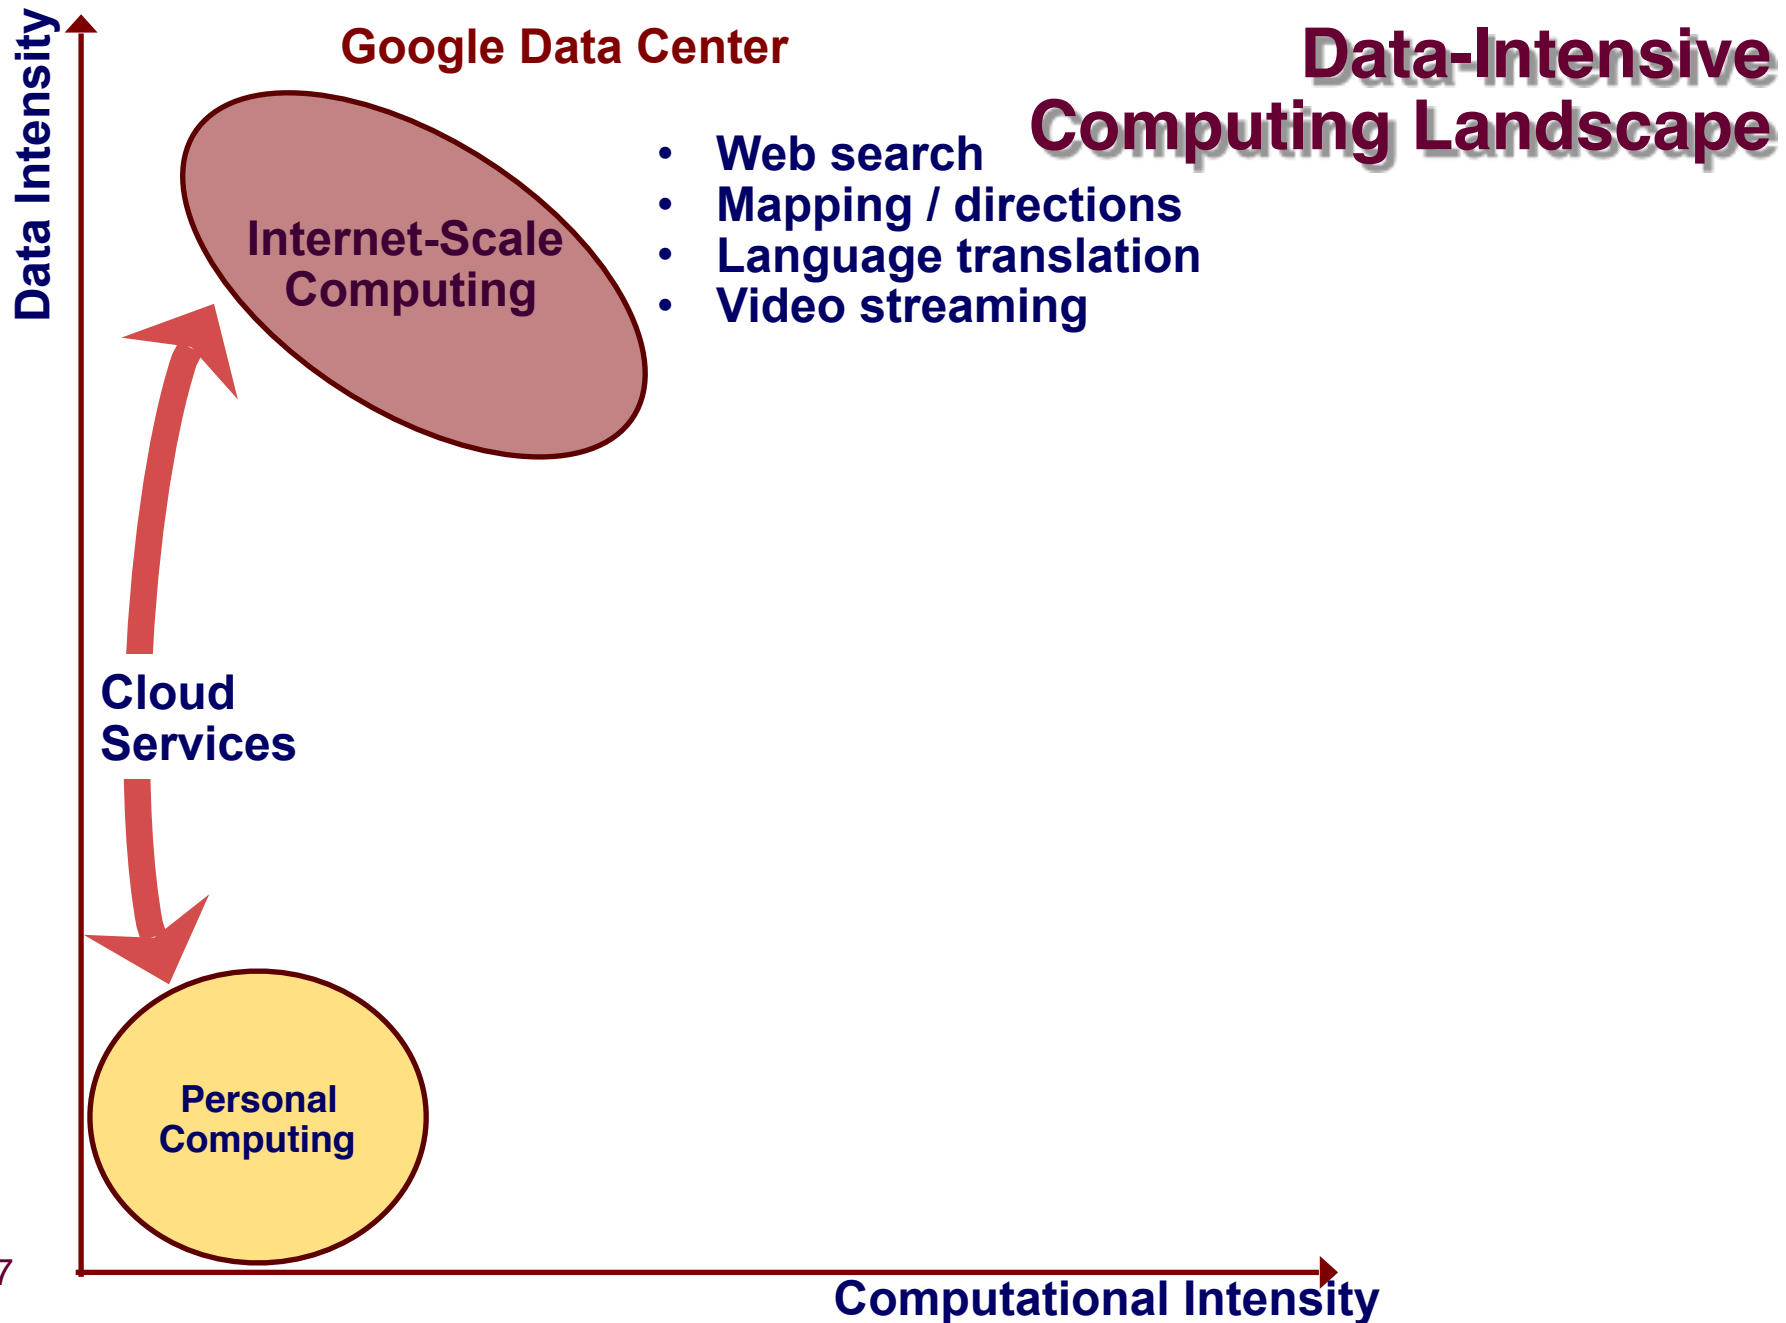 Data-Intensive
Computing Landscape
Data Intensity
Google Data Center
• Web search
• Mapping / directions
• Language translation
• Video streaming
Internet-Scale
Computing
Cloud
Services
Personal
Computing
7
Computational Intensity